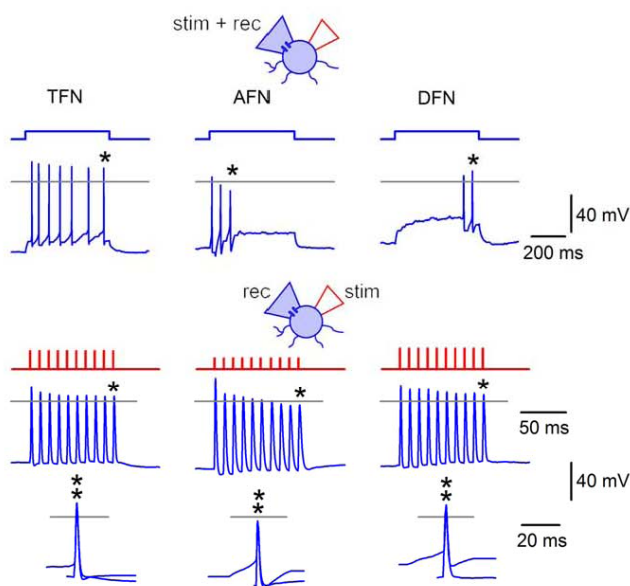 stim + rec
TFN AFN DFN
* * *
40 mV
200 ms
rec stim
* * *
50 ms
40 mV
* * *
* * *
20 ms